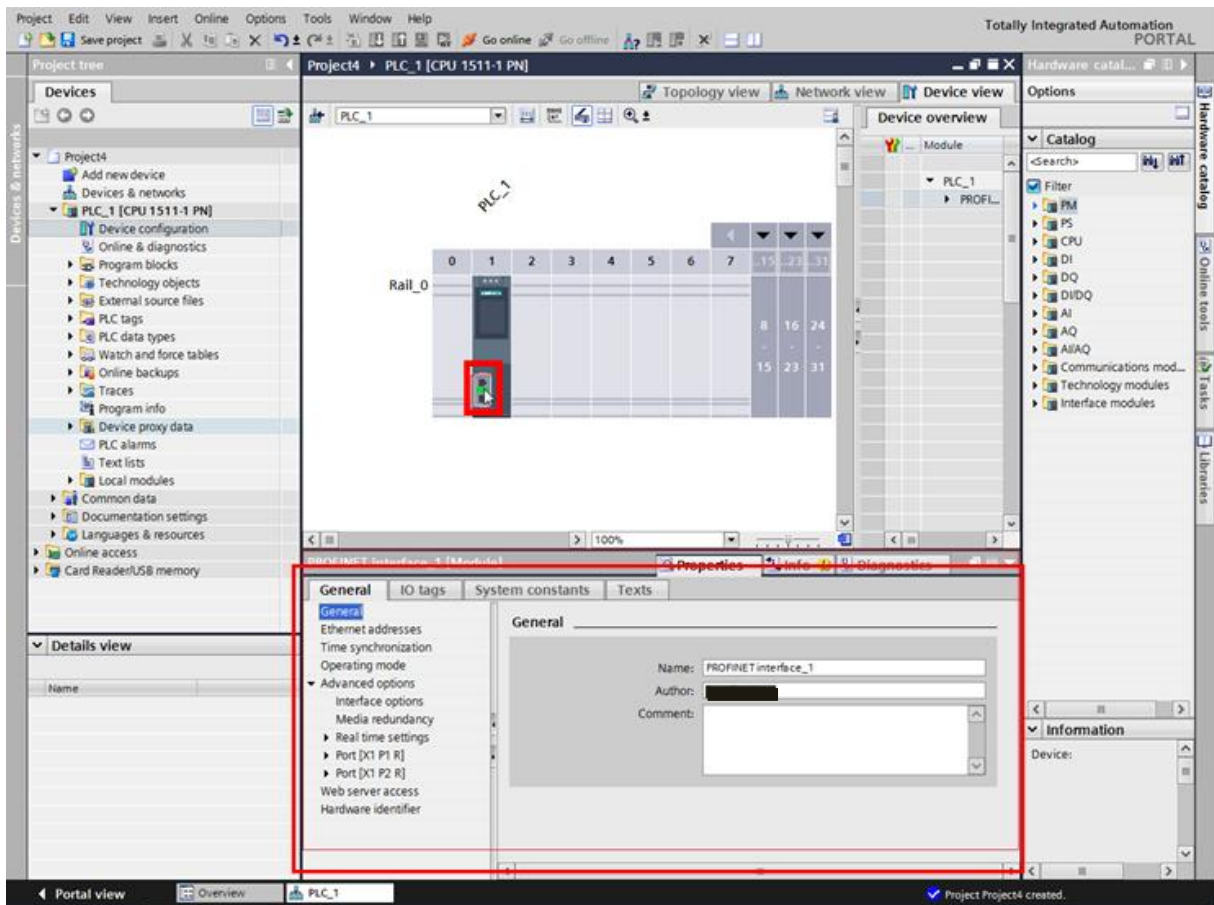 Project Edit View Insert Online Options Tools Window Help
Totally Integrated Automation
PORTAL
Save project Go online Go offline
Project tree
Project4 PLC_1 [CPU 1511-1 PN]
Hardware catal...
Devices
Topology view Network view Device view
Options
PLC_1
Device overview
... Module
PLC_1
PROFI...
Project4
Add new device
Devices & networks
PLC_1 [CPU 1511-1 PN]
Device configuration
Online & diagnostics
Program blocks
Technology objects
External source files
PLC tags
PLC data types
Watch and force tables
Online backups
Traces
Program info
Device proxy data
PLC alarms
Text lists
Local modules
Common data
Documentation settings
Languages & resources
Online access
Card Reader/USB memory
Devices & networks
PLC_1
0 1 2 3 4 5 6 7 ..15 ..23 ..31
Rail_0
8 16 24
- - -
15 23 31
100%
Catalog
<Search>
Filter
PM
PS
CPU
DI
DQ
DI/DQ
AI
AQ
AI/AQ
Communications mod...
Technology modules
Interface modules
Hardware catalog
Online tools
Tasks
Libraries
PROFINET interface_1 [Module]
Properties Info Diagnostics
General IO tags System constants Texts
General
Ethernet addresses
Time synchronization
Operating mode
Advanced options
Interface options
Media redundancy
Real time settings
Port [X1 P1 R]
Port [X1 P2 R]
Web server access
Hardware identifier
General
Name: PROFINET interface_1
Author:
Comment:
Details view
Name
Information
Device:
Portal view Overview PLC_1
Project Project4 created.